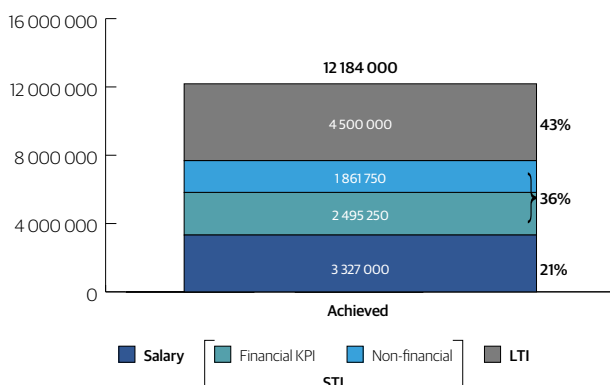 16 000 000
12 184 000
12 000 000
4 500 000
43%
8 000 000
1 861 750
36%
4 000 000
2 495 250
3 327 000
21%
0
Achieved
Salary
Financial KPI
Non-financial
LTI
STI